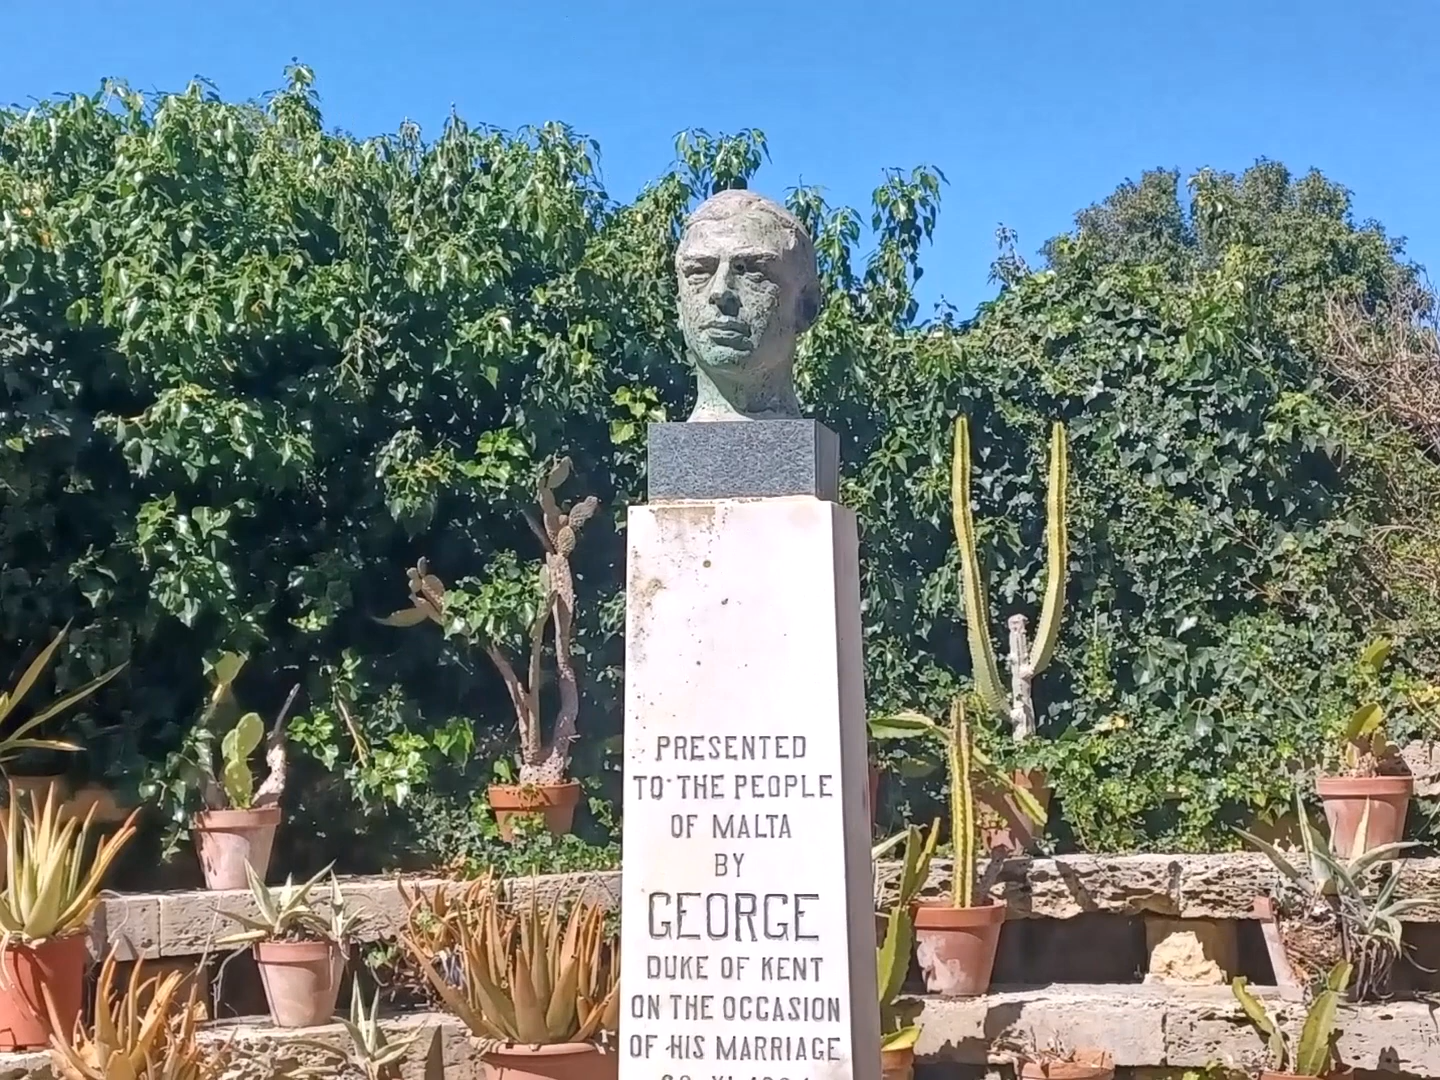 PRESENTED
TO THE PEOPLE
OF MALTA
BY
GEORGE
DUKE OF KENT
ON THE OCCASION
OF HIS MARRIAGE